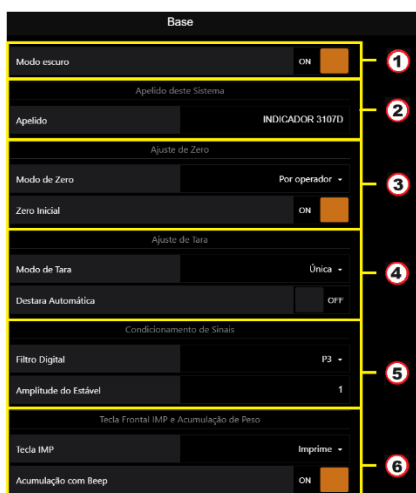 Base
Modo escuro ON 1
Apelido deste Sistema
2
Apelido INDICADOR 3107D
Ajuste de Zero
Modo de Zero Por operador 3
Zero Inicial ON
Ajuste de Tara
Modo de Tara Única 4
Destara Automática OFF
Condicionamento de Sinais
Filtro Digital P3
5
Amplitude do Estável 1
Tecla Frontal IMP e Acumulação de Peso
Tecla IMP Imprime
6
Acumulação com Beep ON